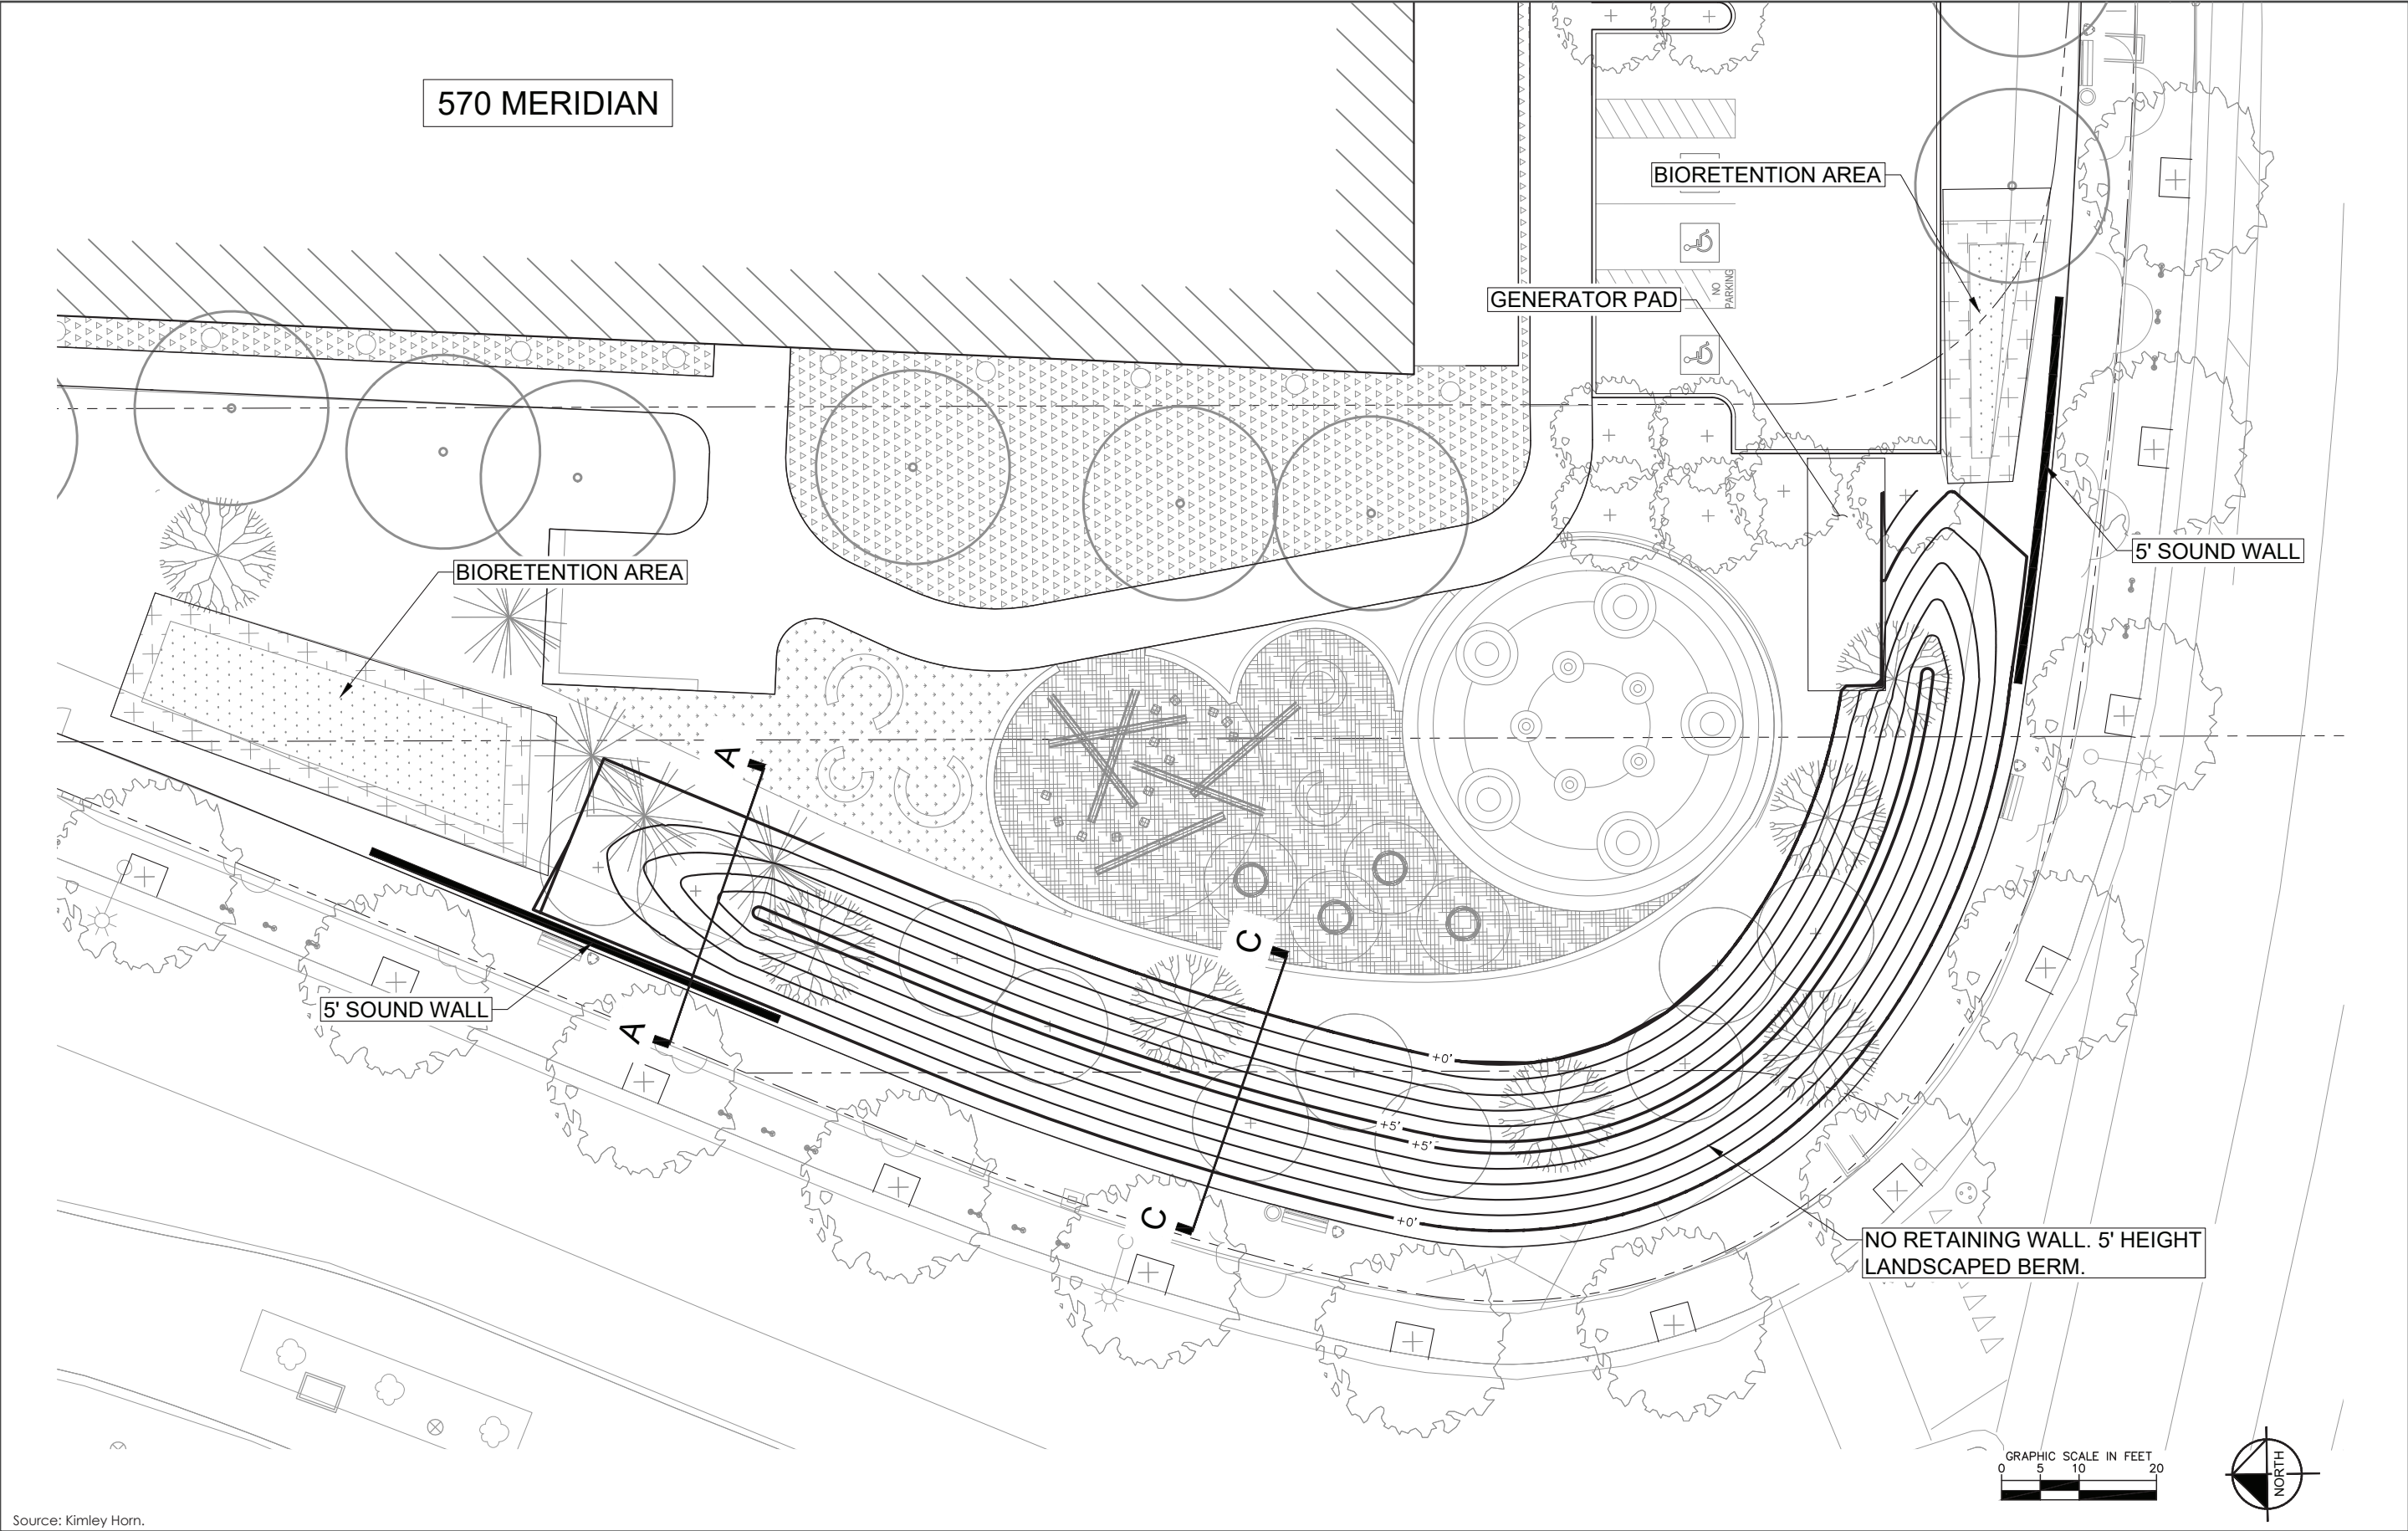 570 MERIDIAN
BIORETENTION AREA
GENERATOR PAD
NO
PARKING
5' SOUND WALL
BIORETENTION AREA
A
C
5' SOUND WALL
A
+0'
+5'
+5'
C
+0'
NO RETAINING WALL. 5' HEIGHT
LANDSCAPED BERM.
GRAPHIC SCALE IN FEET
0 5 10 20
NORTH
Source: Kimley Horn.